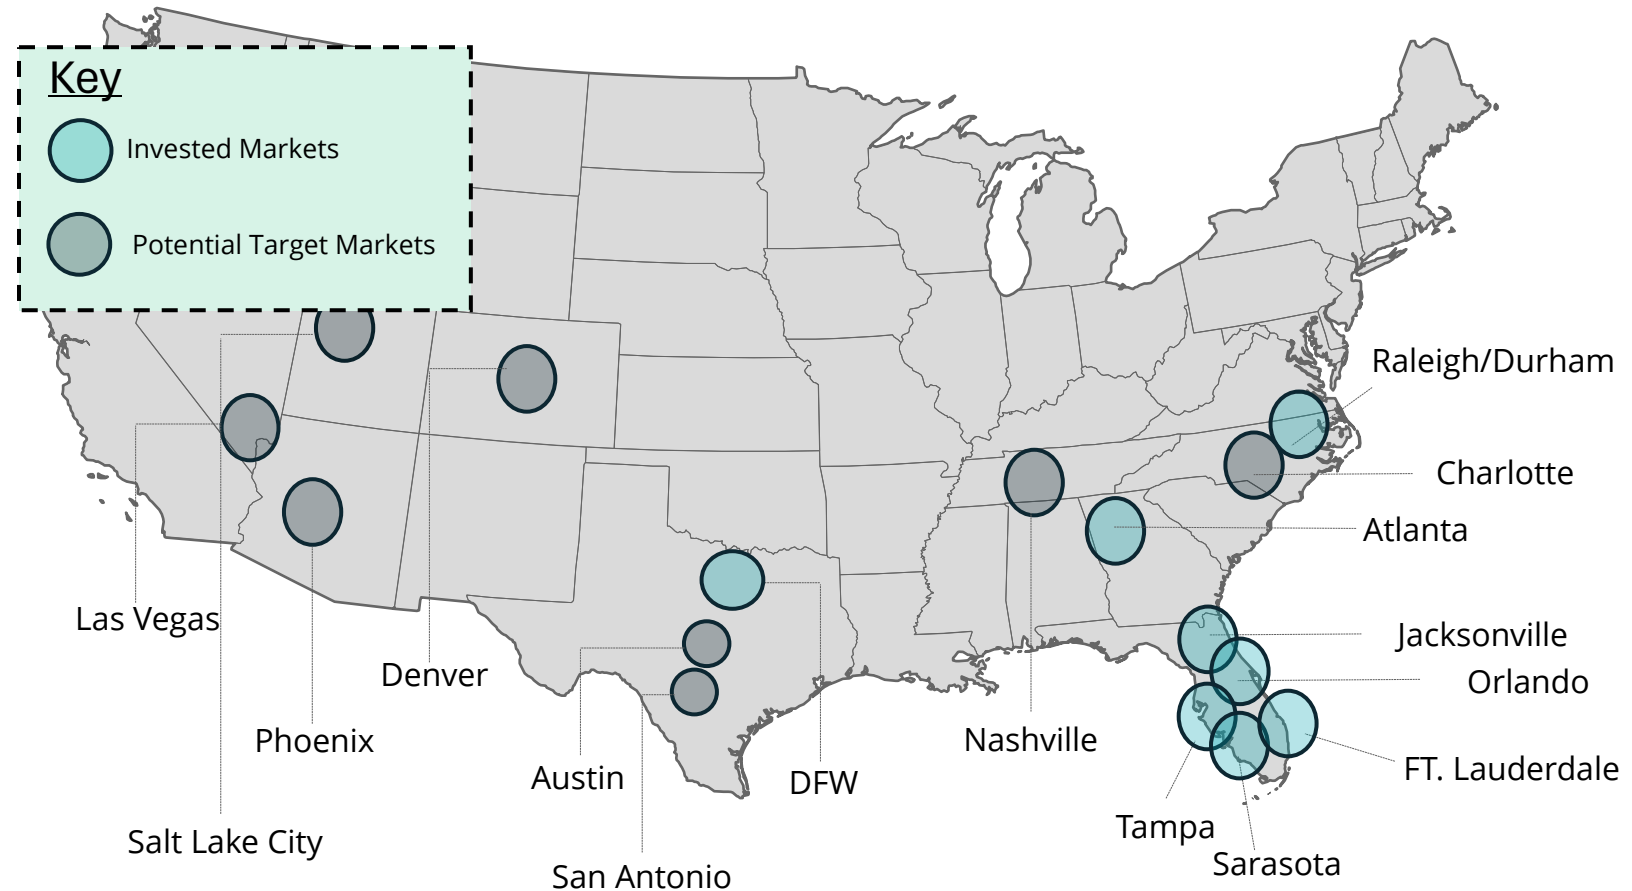 Key
Invested Markets
Potential Target Markets
Raleigh/Durham
Charlotte
Atlanta
Las Vegas
Jacksonville
Denver
Orlando
Phoenix
Nashville
Austin
DFW
FT. Lauderdale
Tampa
Salt Lake City
Sarasota
San Antonio